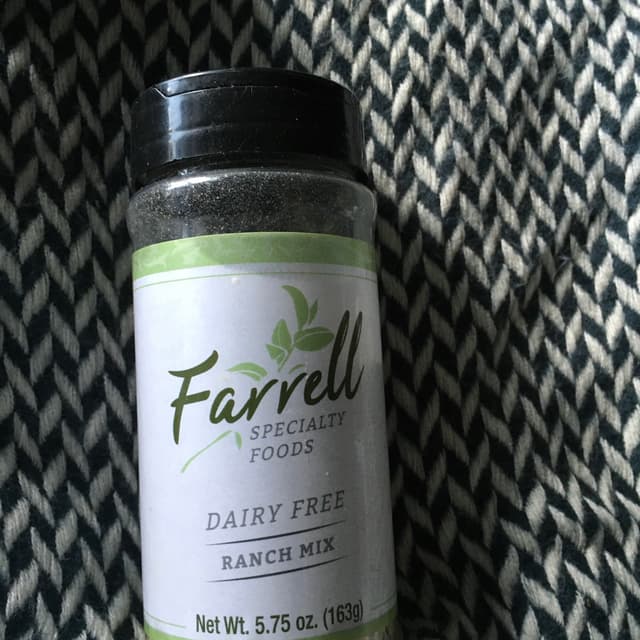 Farrell
SPECIALTY
FOODS
DAIRY FREE
RANCH MIX
Net Wt. 5.75 oz. (163g)